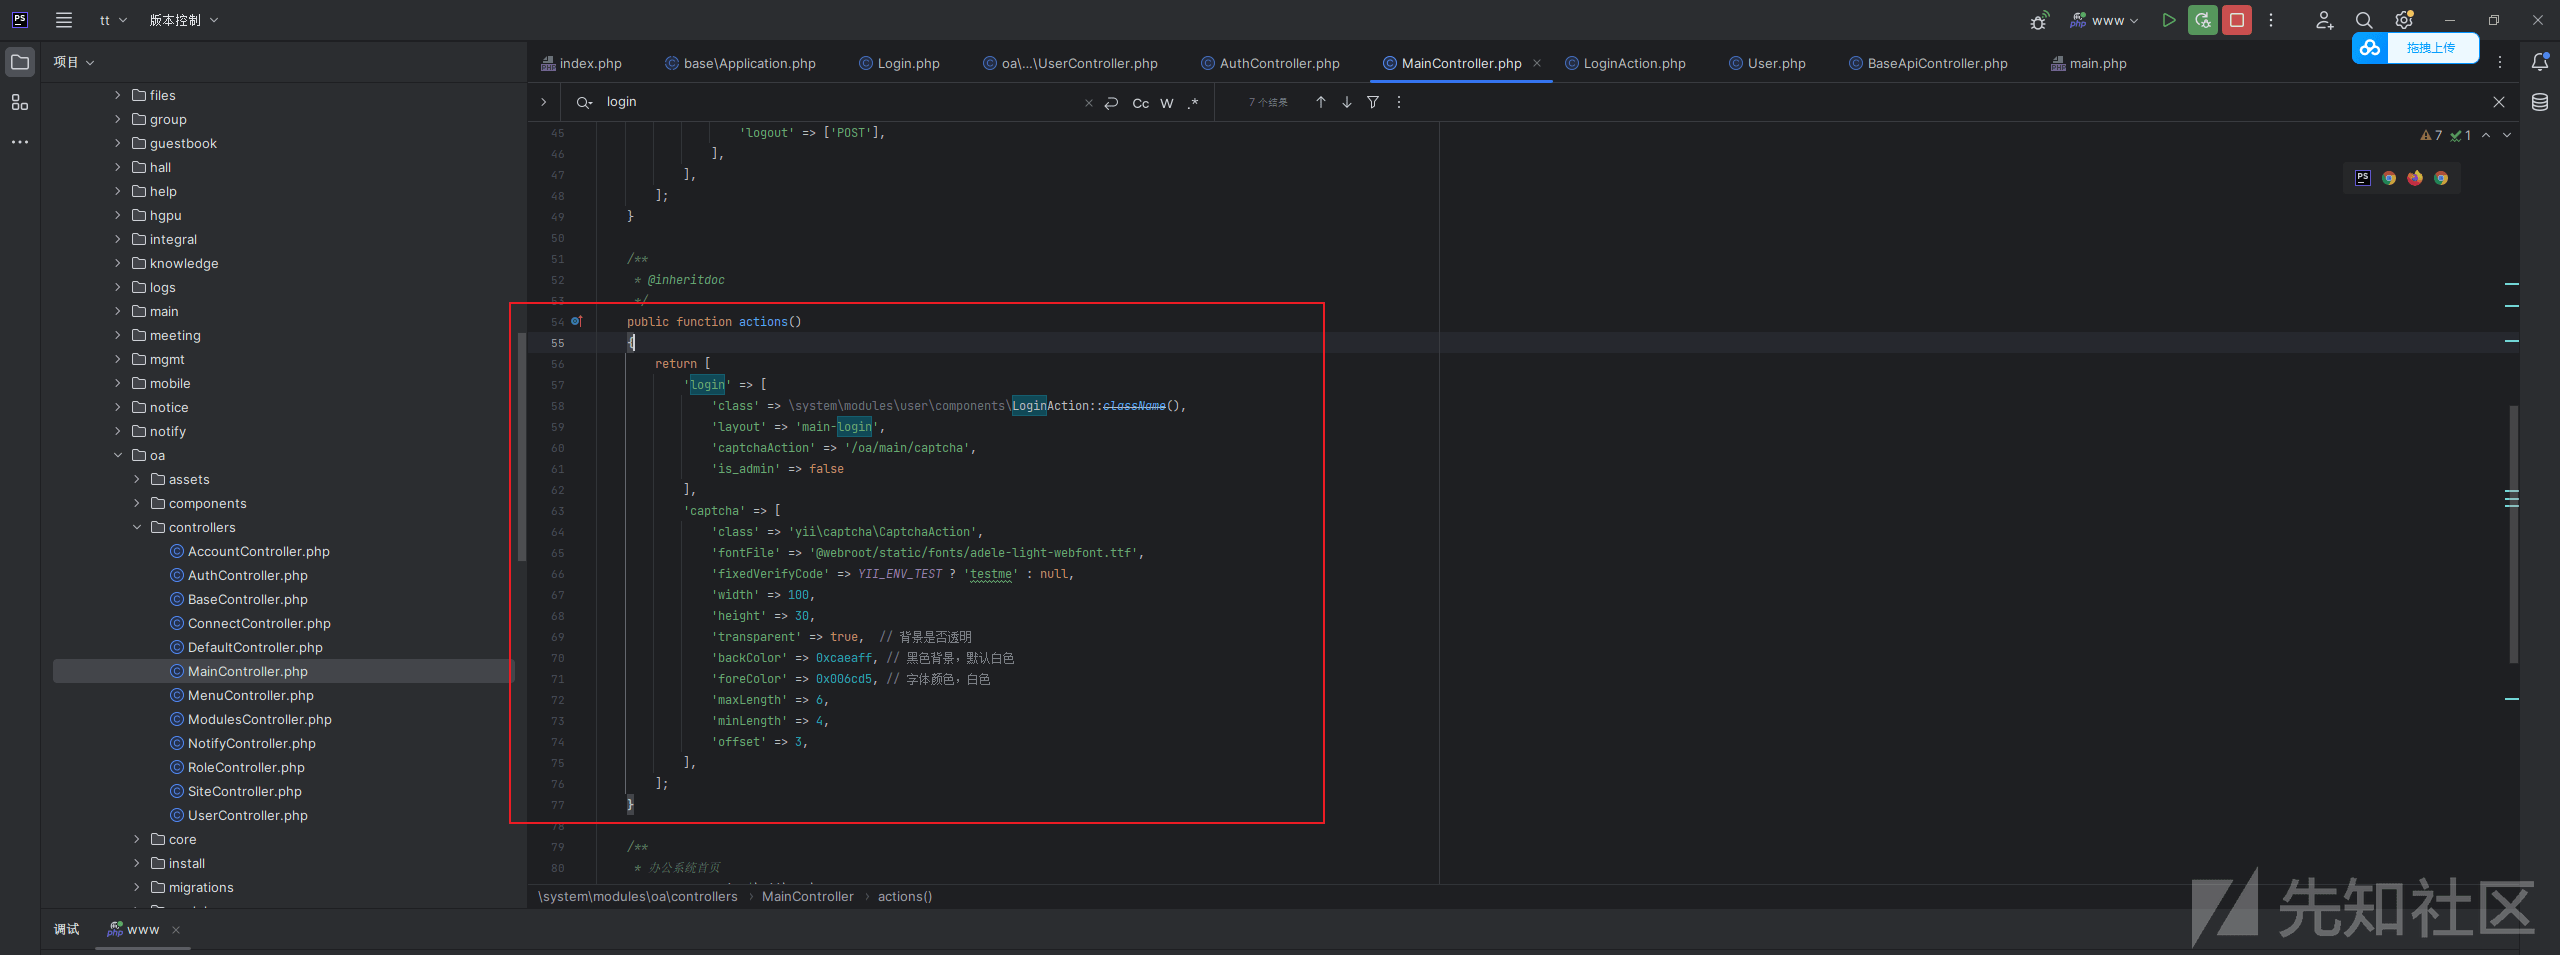 PS
tt
版本控制
www
拖拽上传
项目
index.php
base\Application.php
Login.php
oa\...\UserController.php
AuthController.php
MainController.php
LoginAction.php
User.php
BaseApiController.php
main.php
login
Cc W .*
7 个结果
7 1
files
group
guestbook
hall
help
hgpu
integral
knowledge
logs
main
meeting
mgmt
mobile
notice
notify
oa
assets
components
controllers
AccountController.php
AuthController.php
BaseController.php
ConnectController.php
DefaultController.php
MainController.php
MenuController.php
ModulesController.php
NotifyController.php
RoleController.php
SiteController.php
UserController.php
core
install
migrations
45 'logout' => ['POST'],
46 ],
47 ],
48 ];
49 }
50
51 /**
52 * @inheritdoc
53 */
54 public function actions()
55 {
56 return [
57 'login' => [
58 'class' => \system\modules\user\components\LoginAction::className(),
59 'layout' => 'main-login',
60 'captchaAction' => '/oa/main/captcha',
61 'is_admin' => false
62 ],
63 'captcha' => [
64 'class' => 'yii\captcha\CaptchaAction',
65 'fontFile' => '@webroot/static/fonts/adele-light-webfont.ttf',
66 'fixedVerifyCode' => YII_ENV_TEST ? 'testme' : null,
67 'width' => 100,
68 'height' => 30,
69 'transparent' => true, // 背景是否透明
70 'backColor' => 0xcaeaff, // 黑色背景，默认白色
71 'foreColor' => 0x006cd5, // 字体颜色，白色
72 'maxLength' => 6,
73 'minLength' => 4,
74 'offset' => 3,
75 ],
76 ];
77 }
78
79 /**
80 * 办公系统首页
\system\modules\oa\controllers › MainController › actions()
调试
www
先知社区